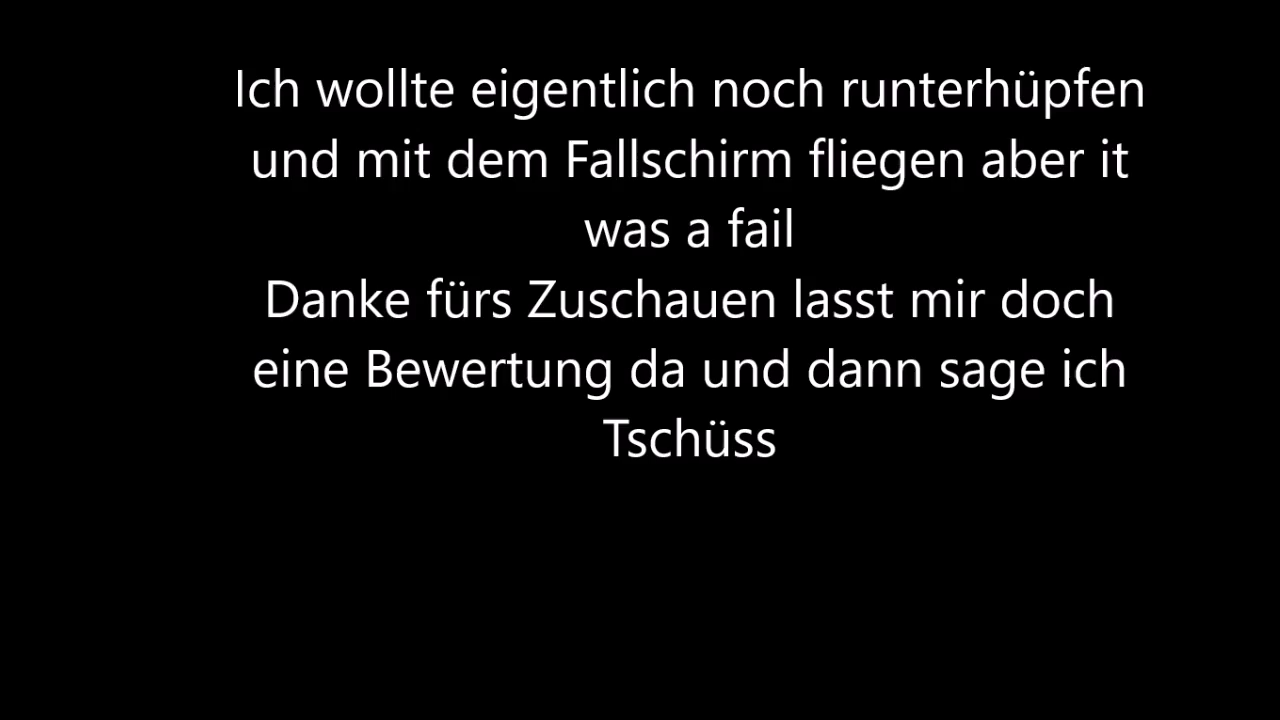 Ich wollte eigentlich noch runterhüpfen
und mit dem Fallschirm fliegen aber it
was a fail
Danke fürs Zuschauen lasst mir doch
eine Bewertung da und dann sage ich
Tschüss